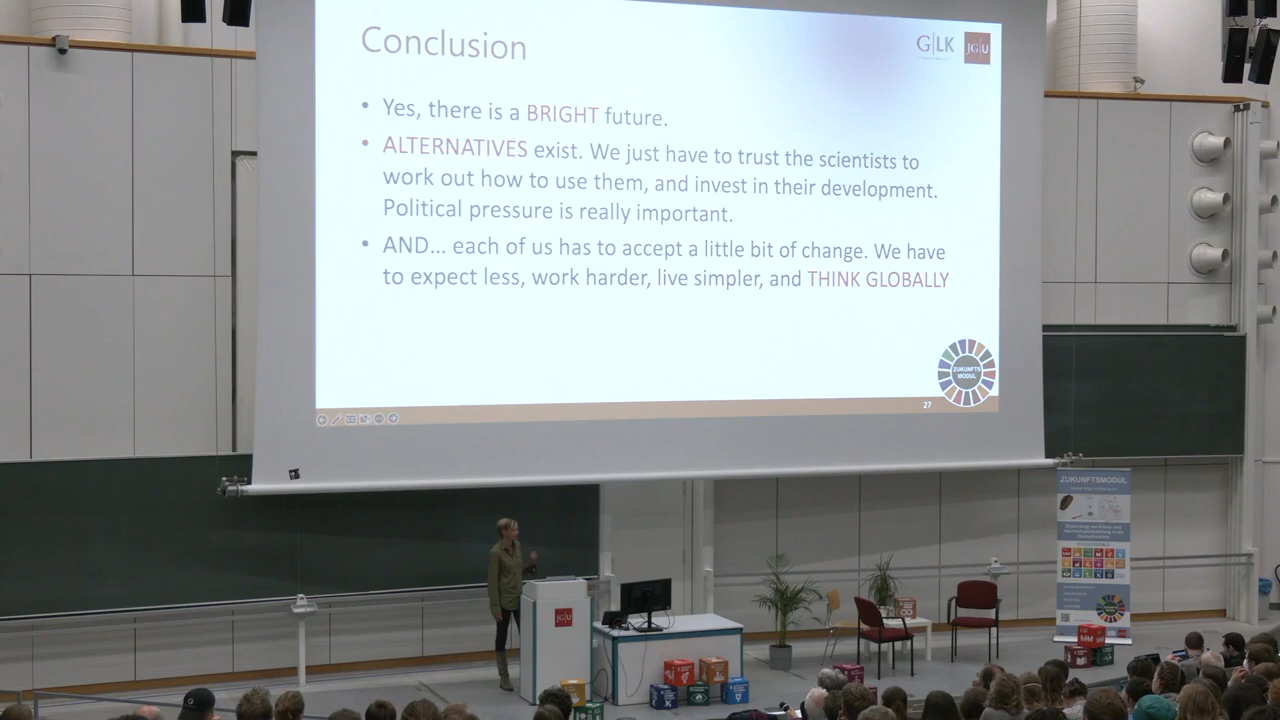 Conclusion
G|LK
JG|U
• Yes, there is a BRIGHT future.
• ALTERNATIVES exist. We just have to trust the scientists to
work out how to use them, and invest in their development.
Political pressure is really important.
• AND... each of us has to accept a little bit of change. We have
to expect less, work harder, live simpler, and THINK GLOBALLY
ZUKUNFTS
MODUL
27
ZUKUNFTSMODUL
JG|U